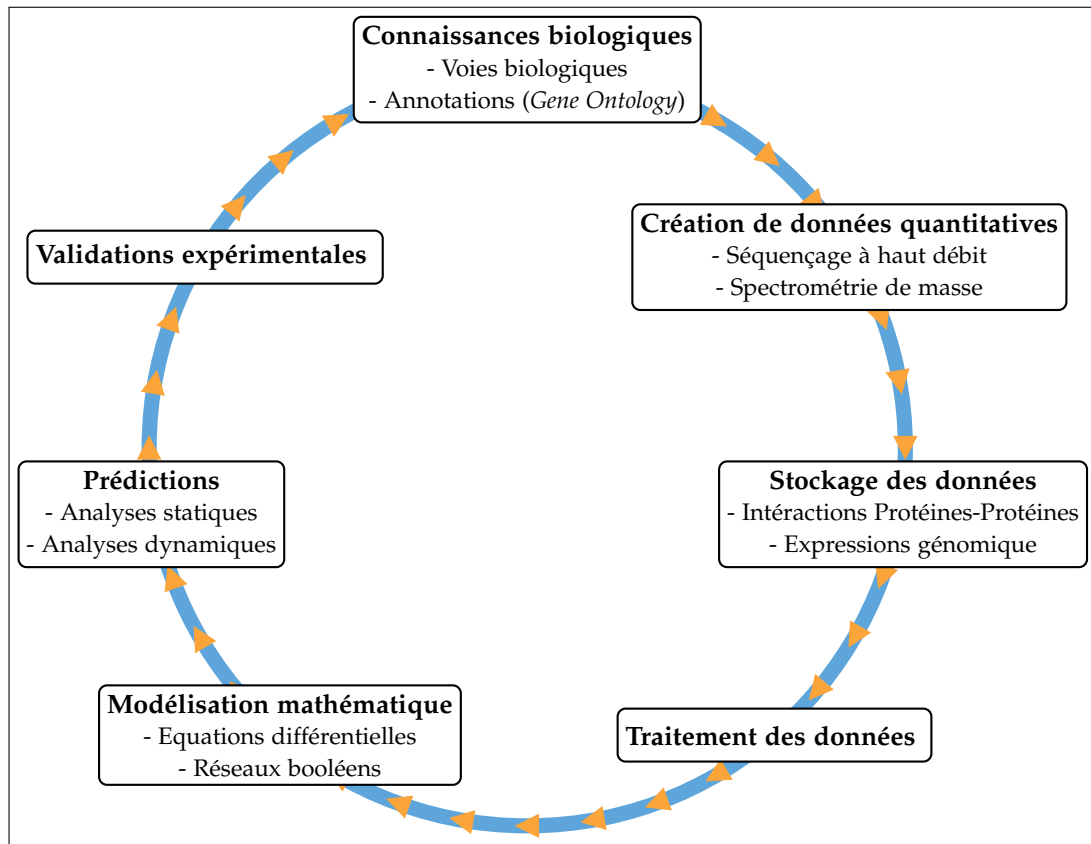 Connaissances biologiques
- Voies biologiques
- Annotations (Gene Ontology)
Création de données quantitatives
- Séquençage à haut débit
- Spectrométrie de masse
Stockage des données
- Intéractions Protéines-Protéines
- Expressions génomique
Traitement des données
Modélisation mathématique
- Equations différentielles
- Réseaux booléens
Prédictions
- Analyses statiques
- Analyses dynamiques
Validations expérimentales